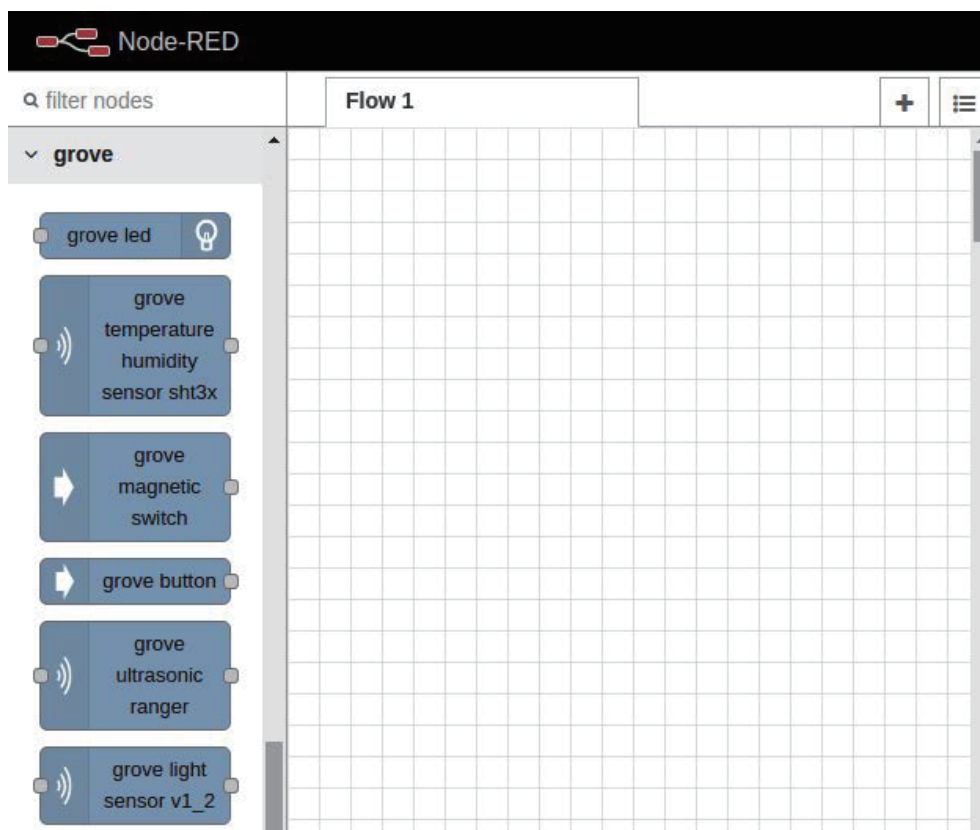 Node-RED
filter nodes
Flow 1
grove
grove led
grove
temperature
humidity
sensor sht3x
grove
magnetic
switch
grove button
grove
ultrasonic
ranger
grove light
sensor v1_2